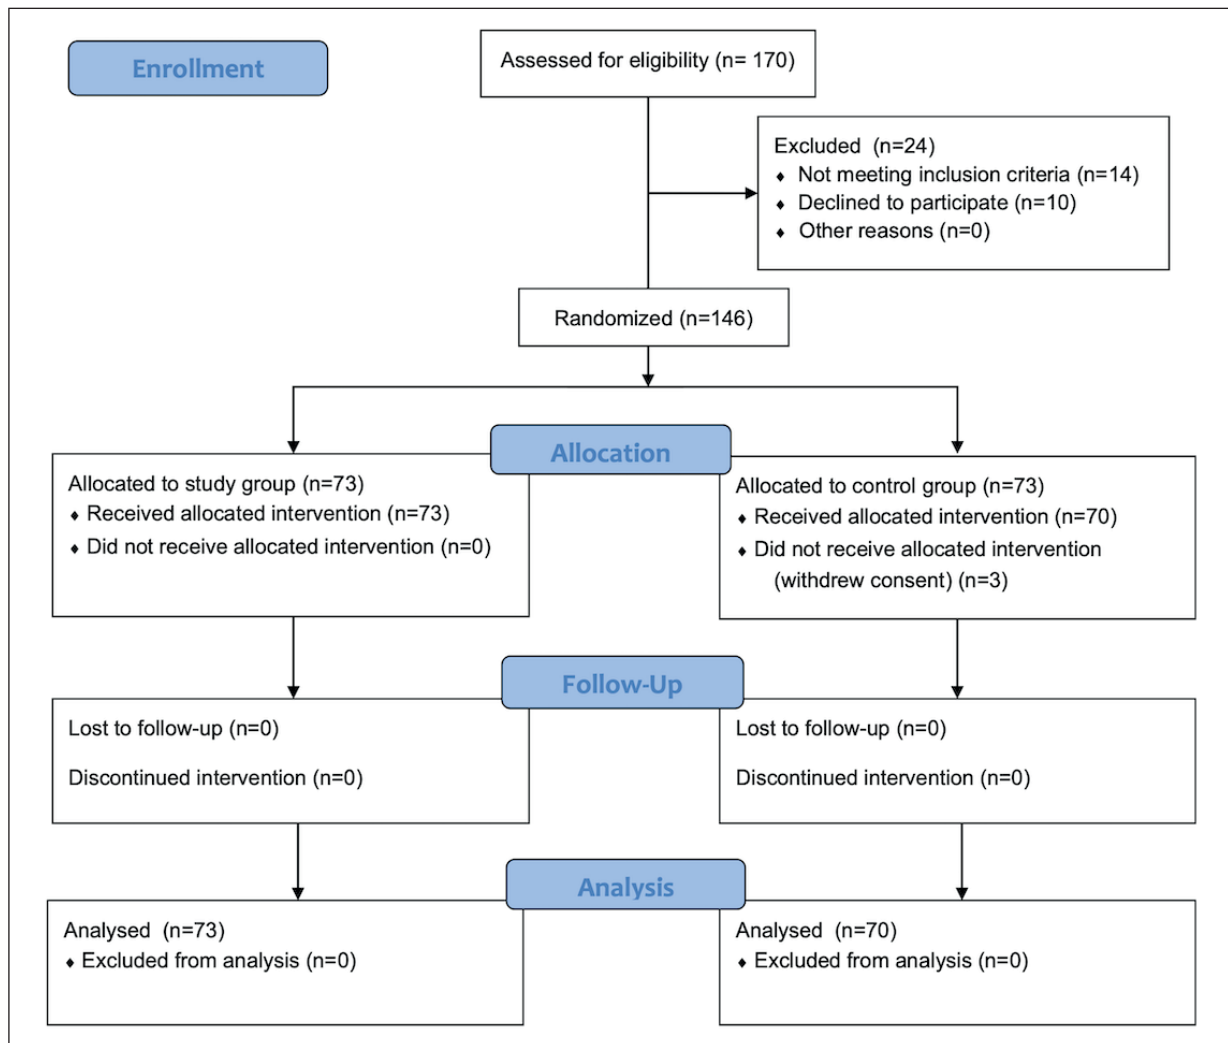 Enrollment
Assessed for eligibility (n= 170)
Excluded (n=24)
♦ Not meeting inclusion criteria (n=14)
♦ Declined to participate (n=10)
♦ Other reasons (n=0)
Randomized (n=146)
Allocation
Allocated to study group (n=73)
♦ Received allocated intervention (n=73)
♦ Did not receive allocated intervention (n=0)
Allocated to control group (n=73)
♦ Received allocated intervention (n=70)
♦ Did not receive allocated intervention
(withdrew consent) (n=3)
Follow-Up
Lost to follow-up (n=0)
Discontinued intervention (n=0)
Lost to follow-up (n=0)
Discontinued intervention (n=0)
Analysis
Analysed (n=73)
♦ Excluded from analysis (n=0)
Analysed (n=70)
♦ Excluded from analysis (n=0)